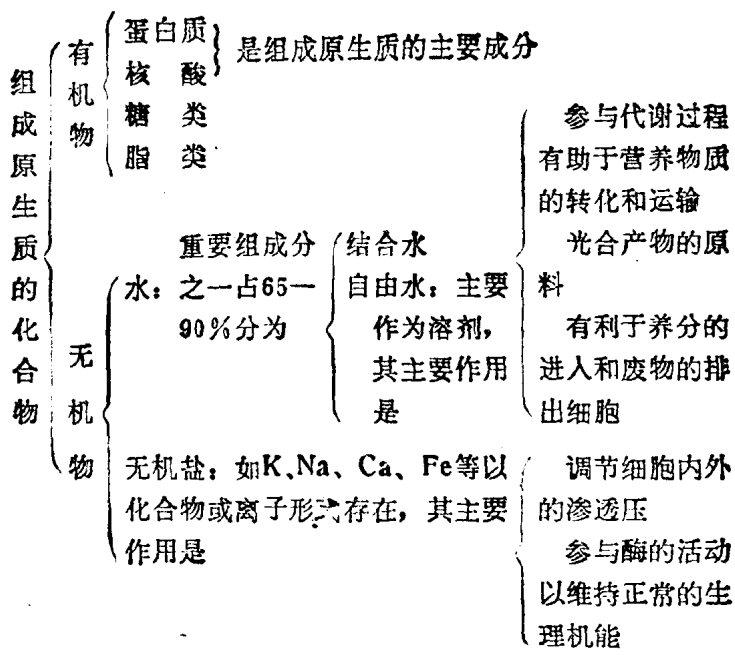 组成原生质的化合物
有机物
蛋白质
核 酸
糖 类
脂 类
是组成原生质的主要成分
无机物
水：
重要组成分
之一占65—
90%分为
结合水
自由水：主要
作为溶剂，
其主要作用
是
参与代谢过程
有助于营养物质
的转化和运输
光合产物的原
料
有利于养分的
进入和废物的排
出细胞
无机盐：如K、Na、Ca、Fe等以
化合物或离子形式存在，其主要
作用是
调节细胞内外
的渗透压
参与酶的活动
以维持正常的生
理机能